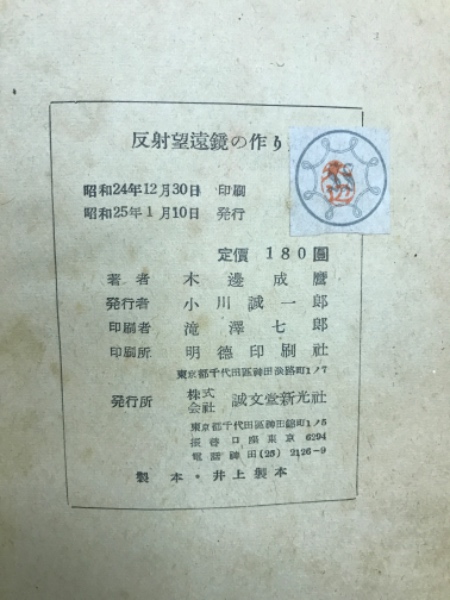 反射望遠鏡の作り
昭和24年12月30日 印刷
昭和25年1月10日 発行
定價 180圓
著者 木邊成麿
発行者 小川誠一郎
印刷者 滝澤七郎
印刷所 明徳印刷社
東京都千代田區神田淡路町1ノ7
発行所 株式会社 誠文堂新光社
東京都千代田區神田錦町1ノ5
振替口座東京 6294
電話神田(25) 2126-9
製本・井上製本